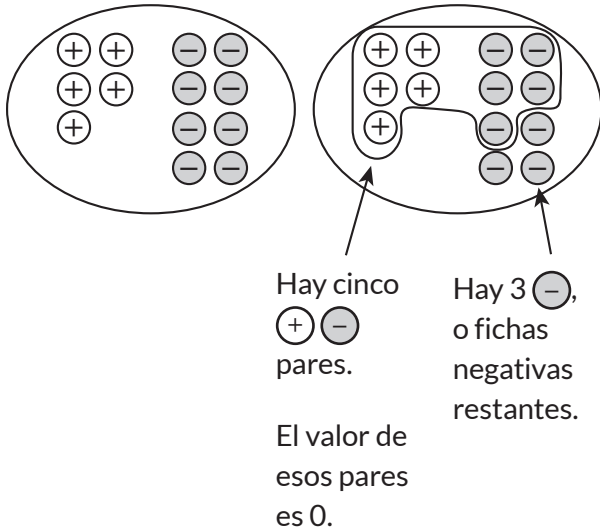 + + − −
+ + − −
+ − −
− −
+ + − −
+ + − −
+ − −
− −
Hay cinco
+ −
pares.
El valor de
esos pares
es 0.
Hay 3 −,
o fichas
negativas
restantes.